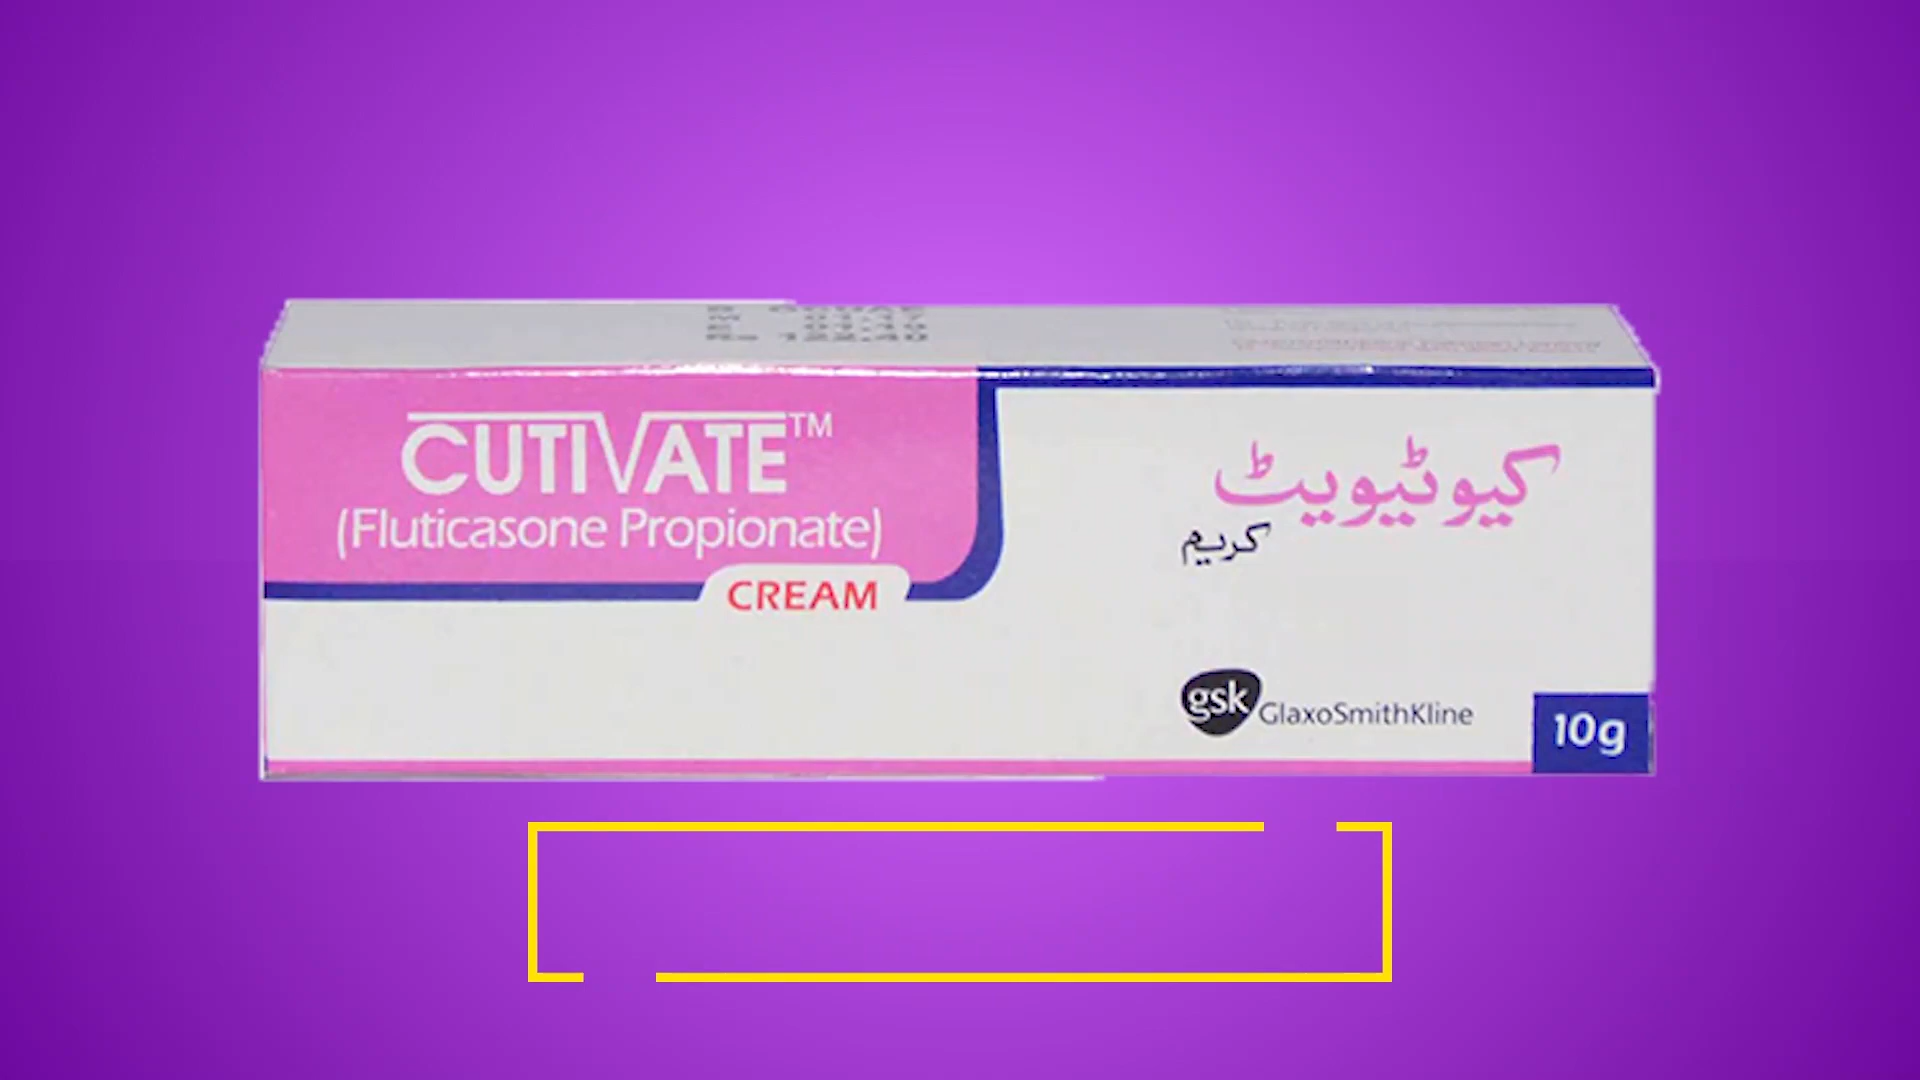 CUTIVATE™
(Fluticasone Propionate)
CREAM
کیوٹیویٹ
کریم
gsk GlaxoSmithKline
10g